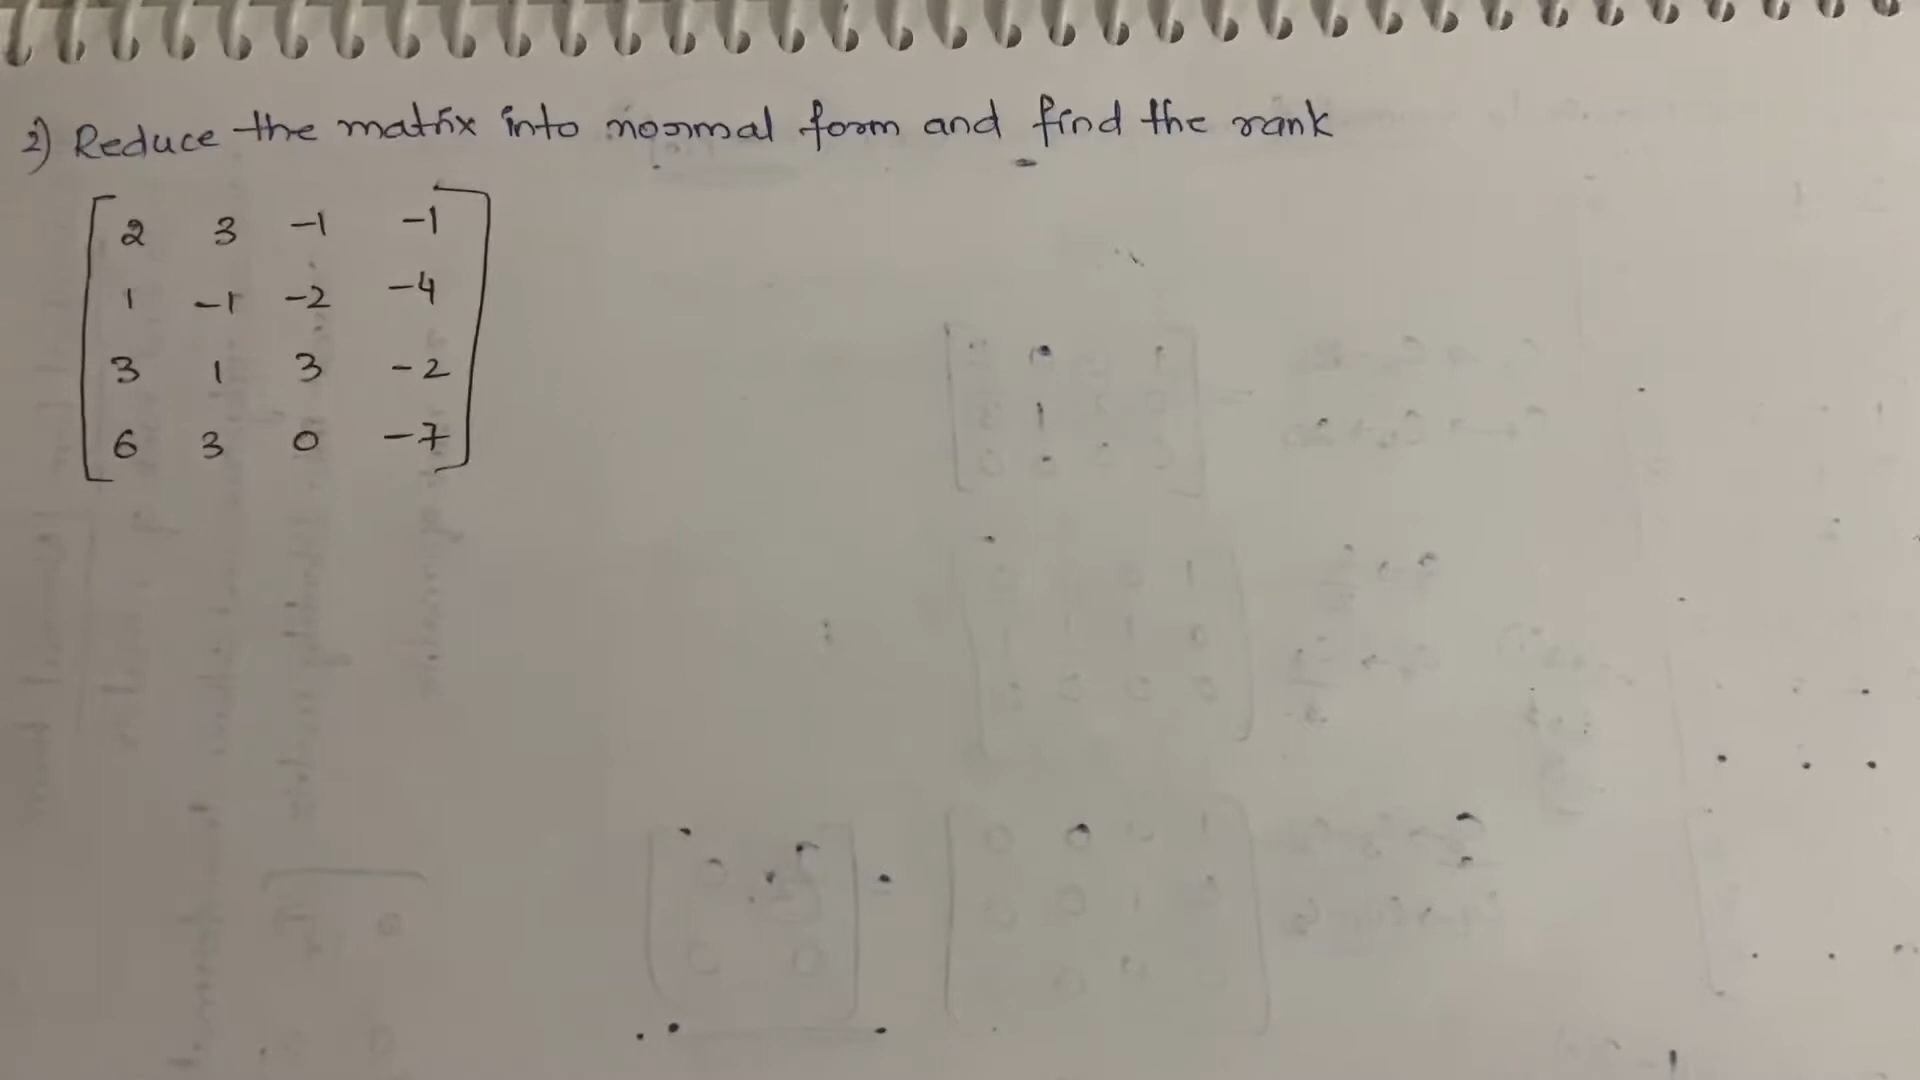 2) Reduce the matrix into normal form and find the rank
2 3 -1 -1
1 -1 -2 -4
3 1 3 -2
6 3 0 -7